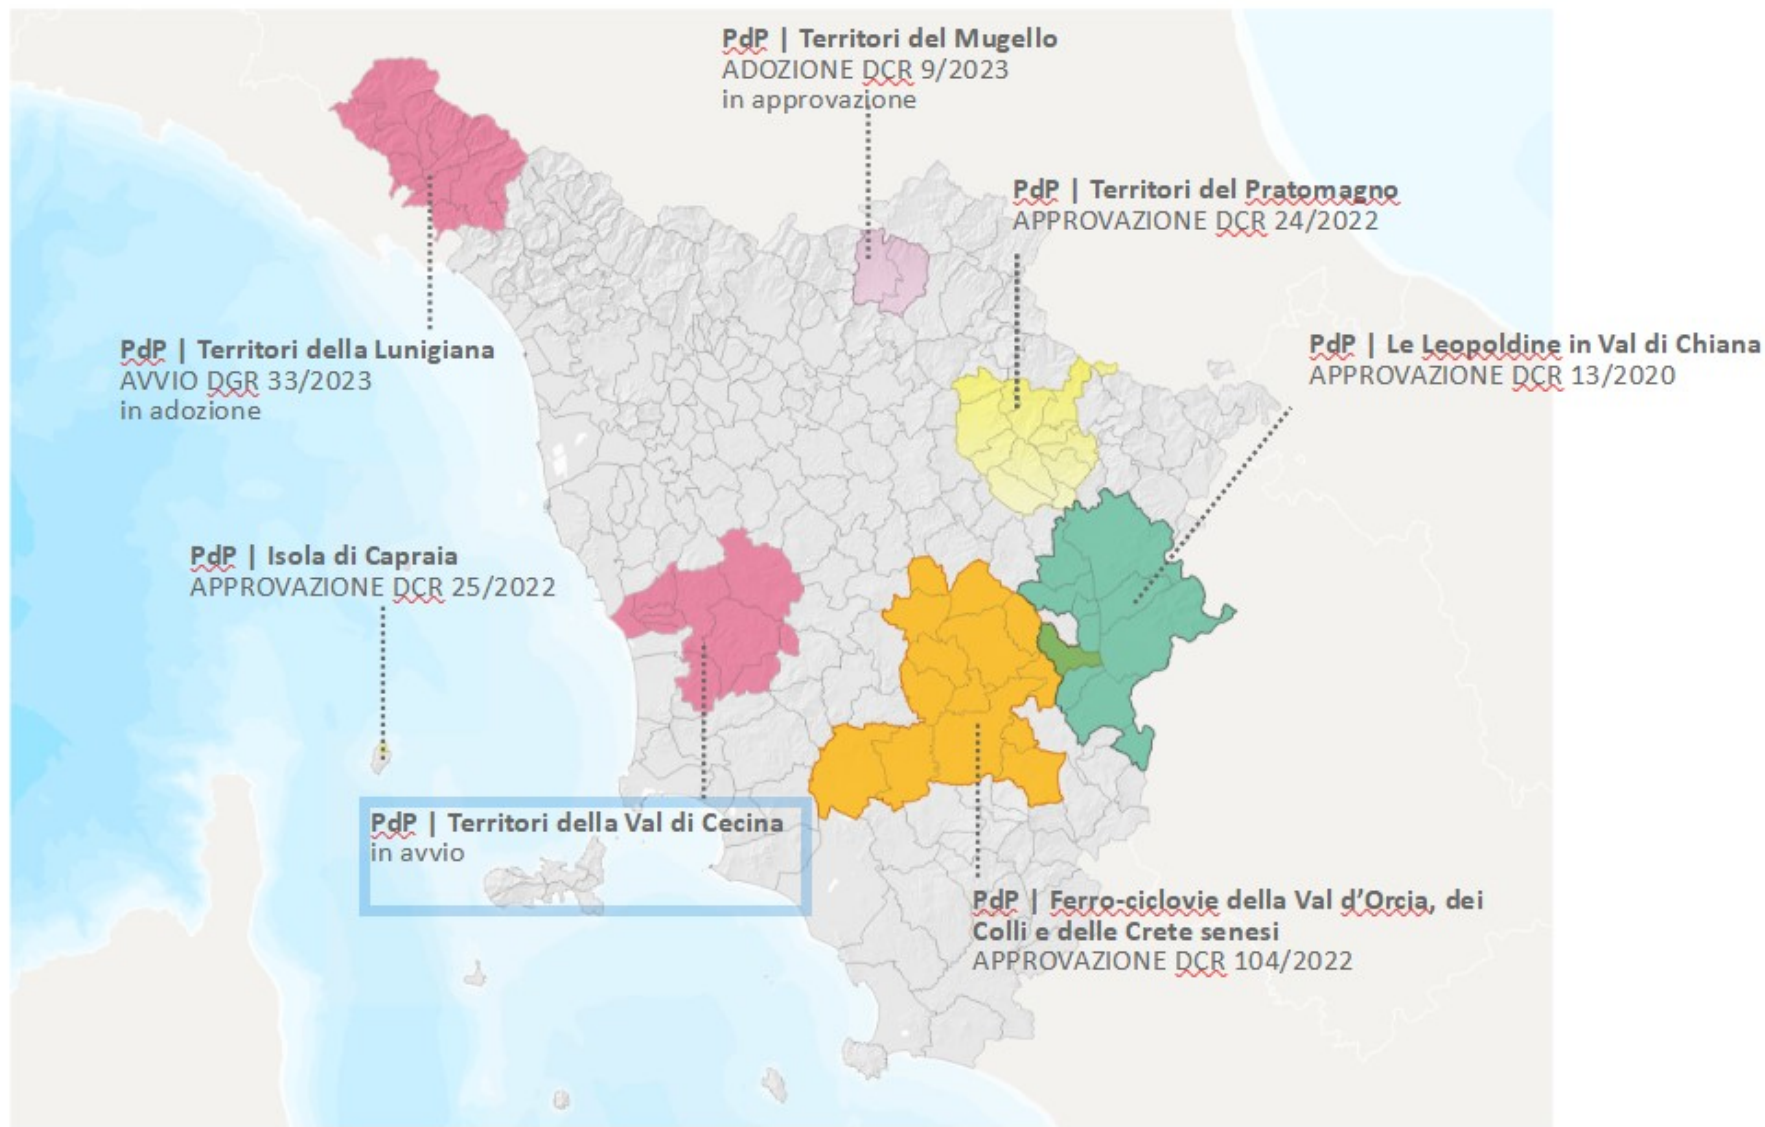 PdP | Territori del Mugello
ADOZIONE DCR 9/2023
in approvazione
PdP | Territori del Pratomagno
APPROVAZIONE DCR 24/2022
PdP | Territori della Lunigiana
AVVIO DGR 33/2023
in adozione
PdP | Le Leopoldine in Val di Chiana
APPROVAZIONE DCR 13/2020
PdP | Isola di Capraia
APPROVAZIONE DCR 25/2022
PdP | Territori della Val di Cecina
in avvio
PdP | Ferro-ciclovie della Val d’Orcia, dei
Colli e delle Crete senesi
APPROVAZIONE DCR 104/2022